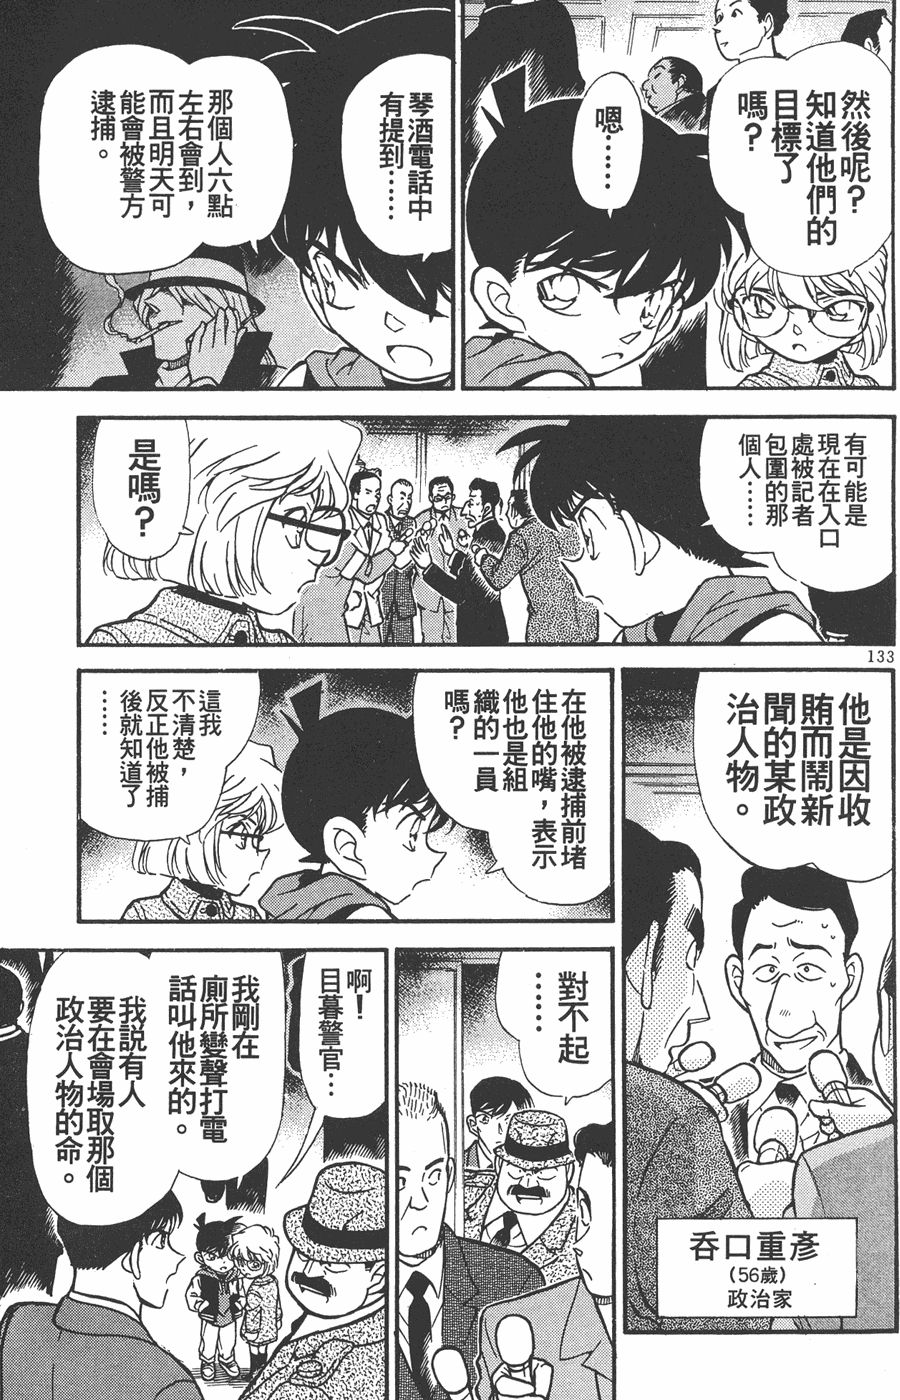 然後呢？
知道他們的
目標了
嗎？
嗯……
琴酒電話中
有提到……
那個人六點
左右會到，
而且明天可
能會被警方
逮捕。
有可能是
現在在入口
處被記者
包圍的那
個人……
是嗎？
133
他是因收
賄而鬧新
聞的某政
治人物。
吞口重彥
(56歲)
政治家
在他被逮捕前堵
住他的嘴，表示
他也是組
織的一員
嗎？
這我
不清楚，
反正他被捕
後就知道了
……
對不起
……
啊！
目暮警官…
我剛在
廁所變聲打電
話叫他來的。
我說有人
要在會場取那個
政治人物的命。